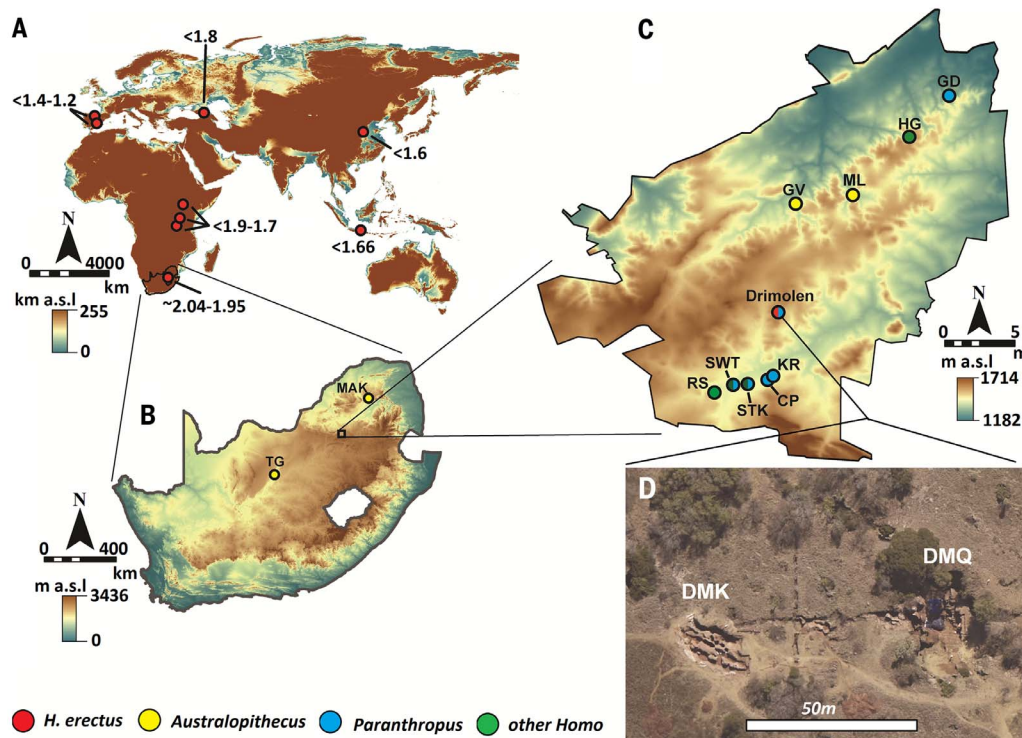 A
<1.8
<1.4-1.2
<1.6
<1.9-1.7
<1.66
~2.04-1.95
N
0 4000
km
km a.s.l
255
0
B
MAK
TG
N
0 400
km
m a.s.l
3436
0
C
GD
HG
GV
ML
Drimolen
SWT
KR
RS
STK
CP
N
0 5
m
m a.s.l
1714
1182
D
DMK
DMQ
50m
H. erectus
Australopithecus
Paranthropus
other Homo